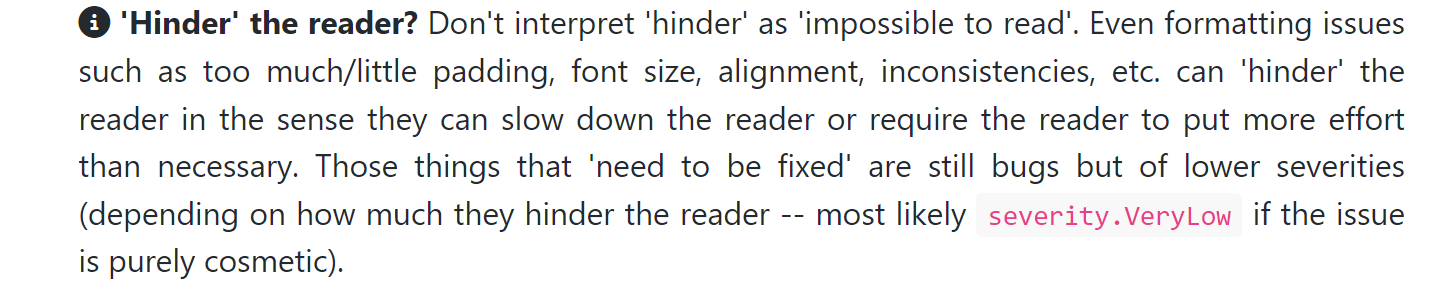 'Hinder' the reader? Don't interpret 'hinder' as 'impossible to read'. Even formatting issues
such as too much/little padding, font size, alignment, inconsistencies, etc. can 'hinder' the
reader in the sense they can slow down the reader or require the reader to put more effort
than necessary. Those things that 'need to be fixed' are still bugs but of lower severities
(depending on how much they hinder the reader -- most likely severity.VeryLow if the issue
is purely cosmetic).